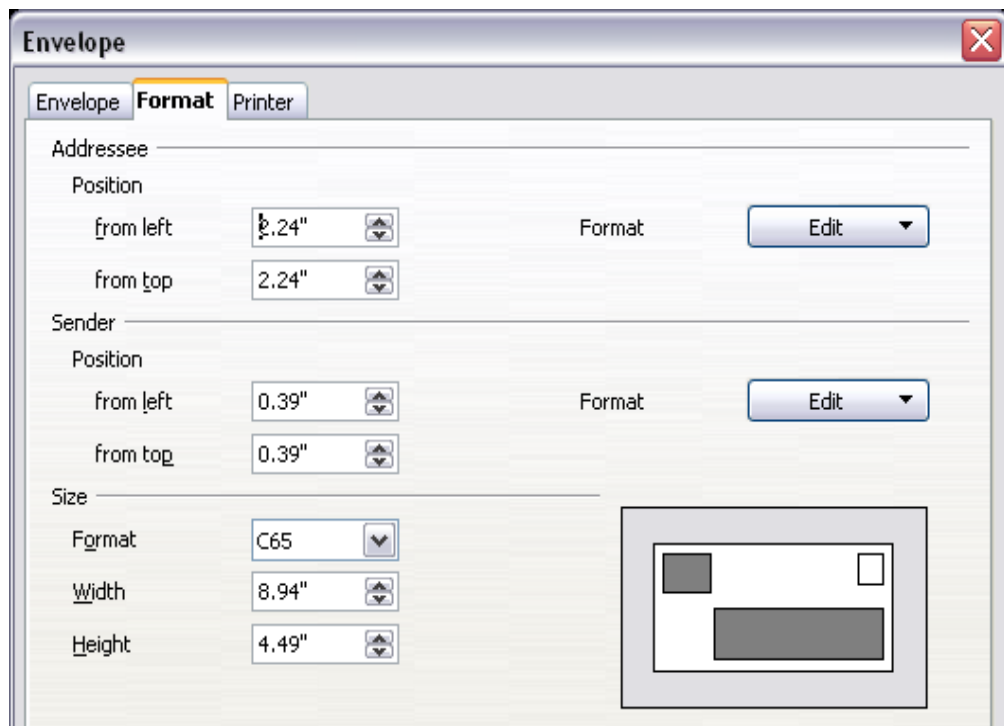 Envelope
Envelope Format Printer
Addressee
Position
from left 2.24" Format Edit
from top 2.24"
Sender
Position
from left 0.39" Format Edit
from top 0.39"
Size
Format C65
Width 8.94"
Height 4.49"